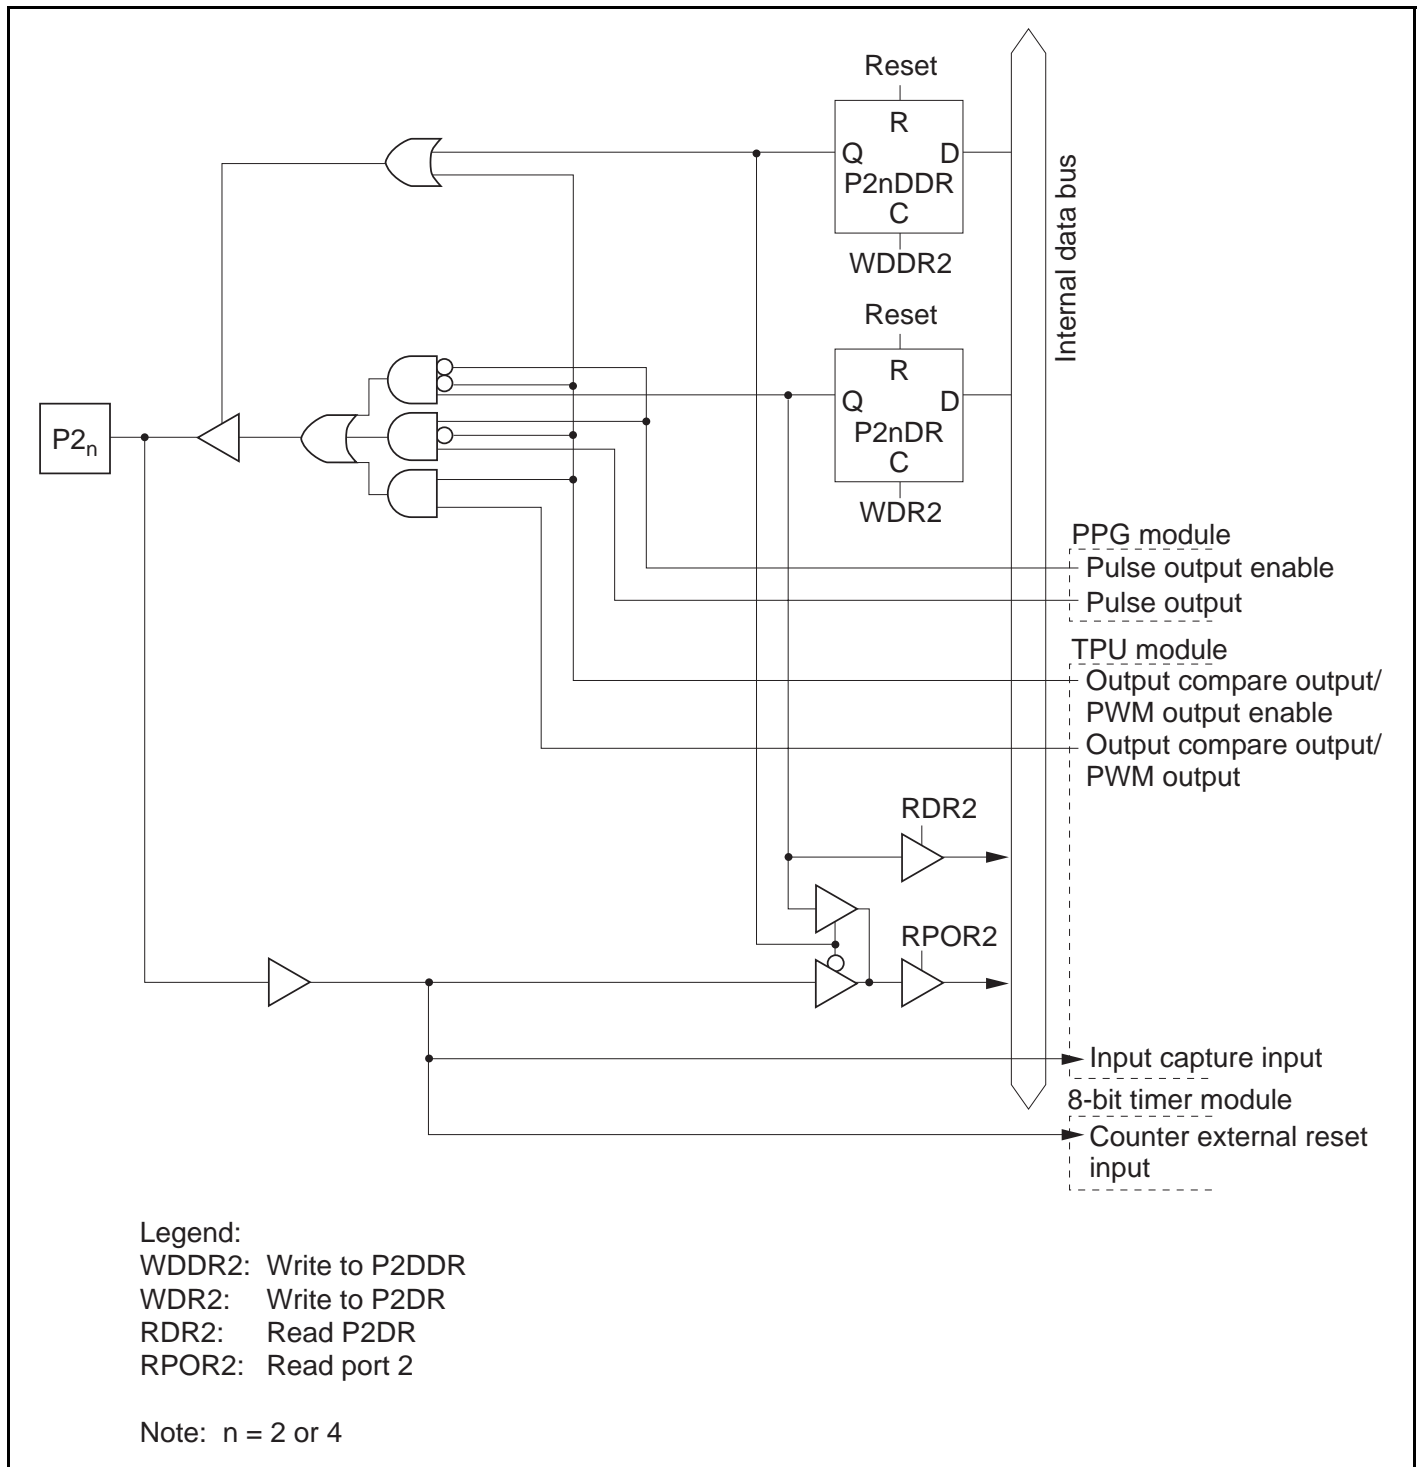 Reset
R
Q D
P2nDDR
C
WDDR2
Internal data bus
Reset
R
Q D
P2nDR
C
WDR2
P2n
PPG module
Pulse output enable
Pulse output
TPU module
Output compare output/
PWM output enable
Output compare output/
PWM output
RDR2
RPOR2
Input capture input
8-bit timer module
Counter external reset
input
Legend:
WDDR2: Write to P2DDR
WDR2: Write to P2DR
RDR2: Read P2DR
RPOR2: Read port 2
Note: n = 2 or 4